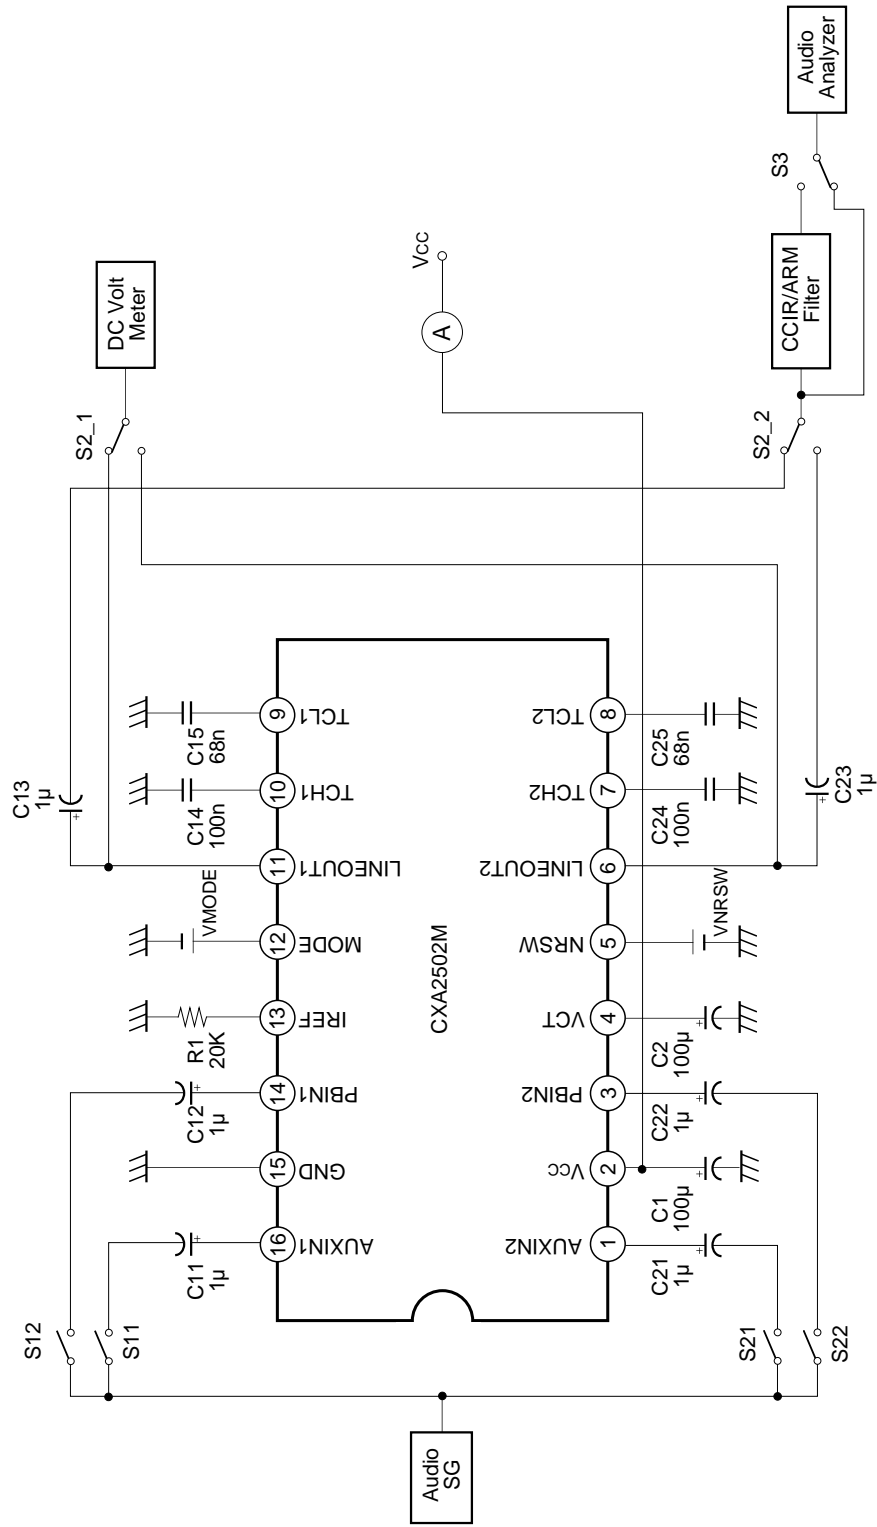 Audio
SG
S12
S11
S21
S22
C11
1µ
C12
1µ
R1
20K
VMODE
C13
1µ
C14
100n
C15
68n
S2_1
DC Volt
Meter
16
15
14
13
12
11
10
9
AUXIN1
GND
PBIN1
IREF
MODE
LINEOUT1
TCH1
TCL1
CXA2502M
AUXIN2
Vcc
PBIN2
VCT
NRSW
LINEOUT2
TCH2
TCL2
1
2
3
4
5
6
7
8
C21
1µ
C1
100µ
C22
1µ
C2
100µ
VNRSW
C24
100n
C25
68n
C23
1µ
A
Vcc
S2_2
CCIR/ARM
Filter
S3
Audio
Analyzer
+
+
+
+
+
+
+
+